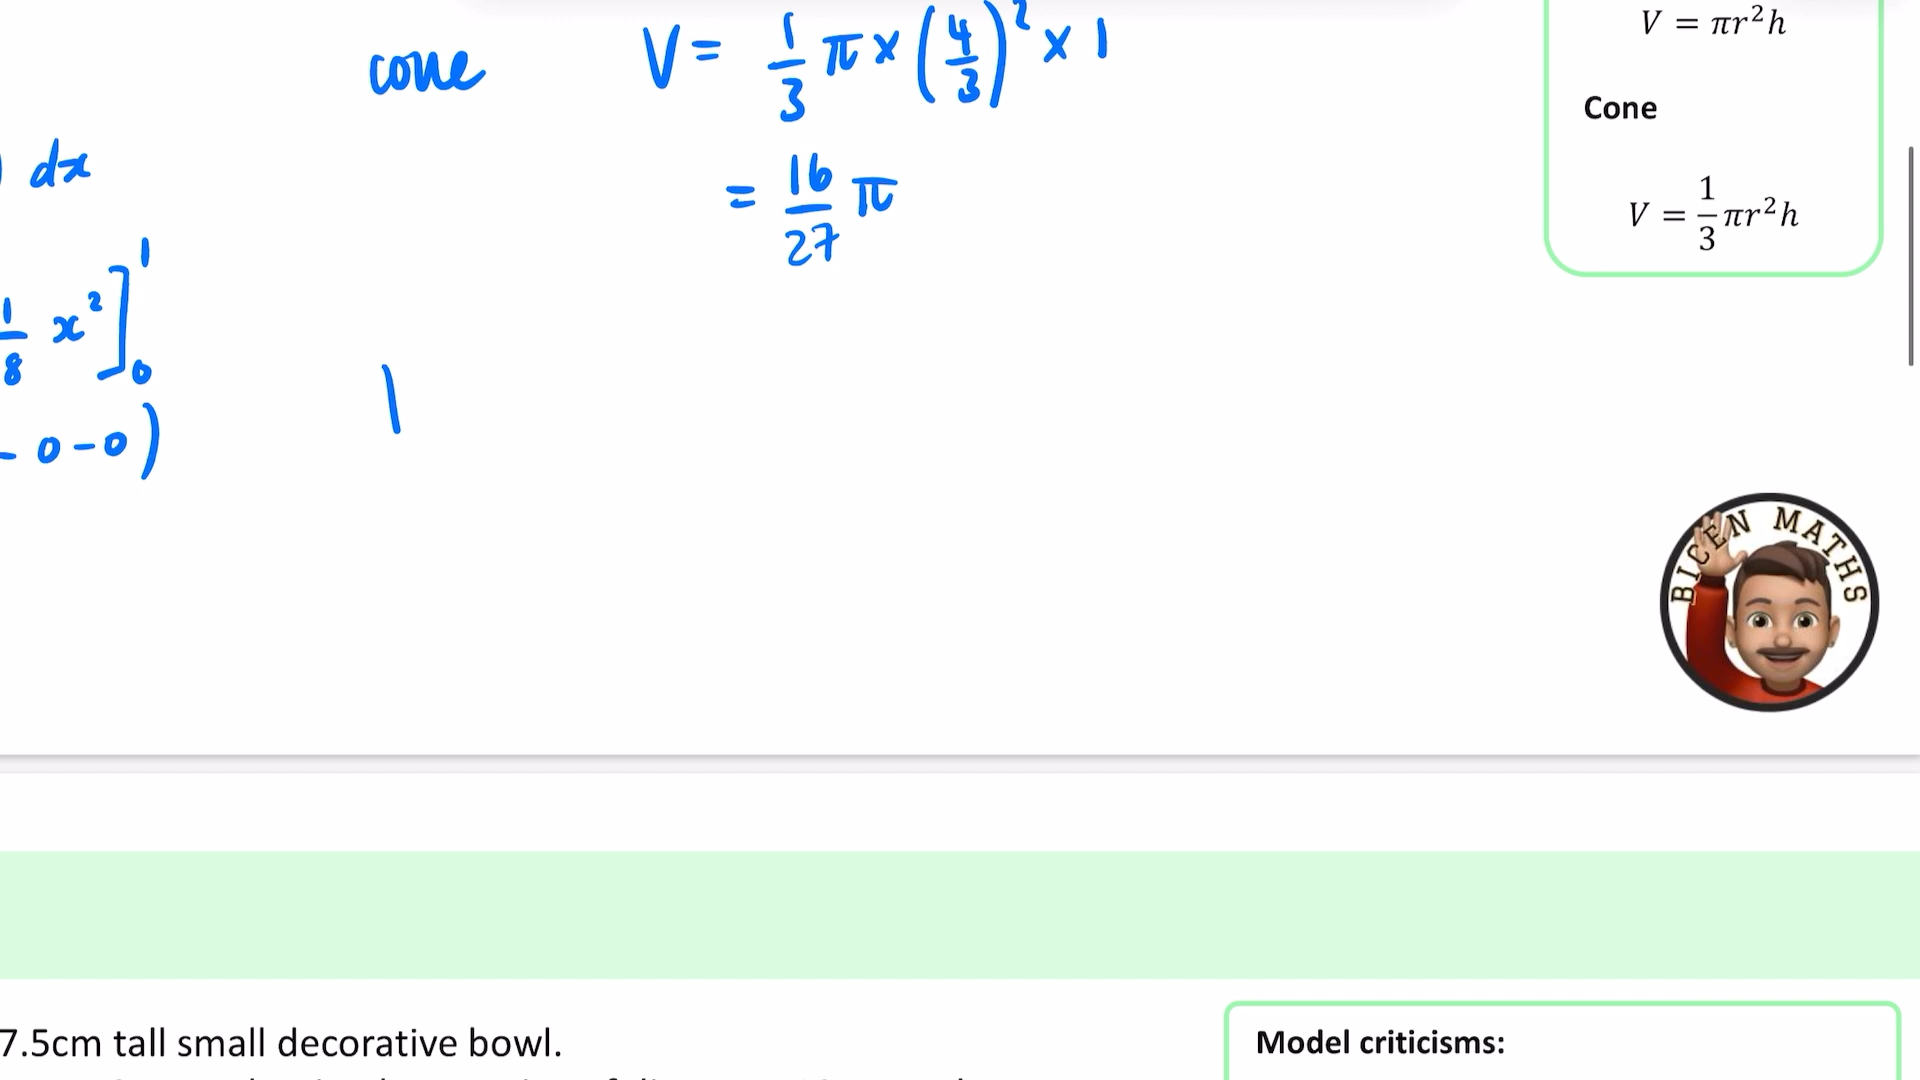 cone V = 1/3 π × (4/3)² × 1
= 16/27 π
) dx
1/8 x² ]₀¹
- 0 - 0 )
|
V = πr²h
Cone
V = 1/3 πr²h
BICEN MATHS
7.5cm tall small decorative bowl.
Model criticisms: